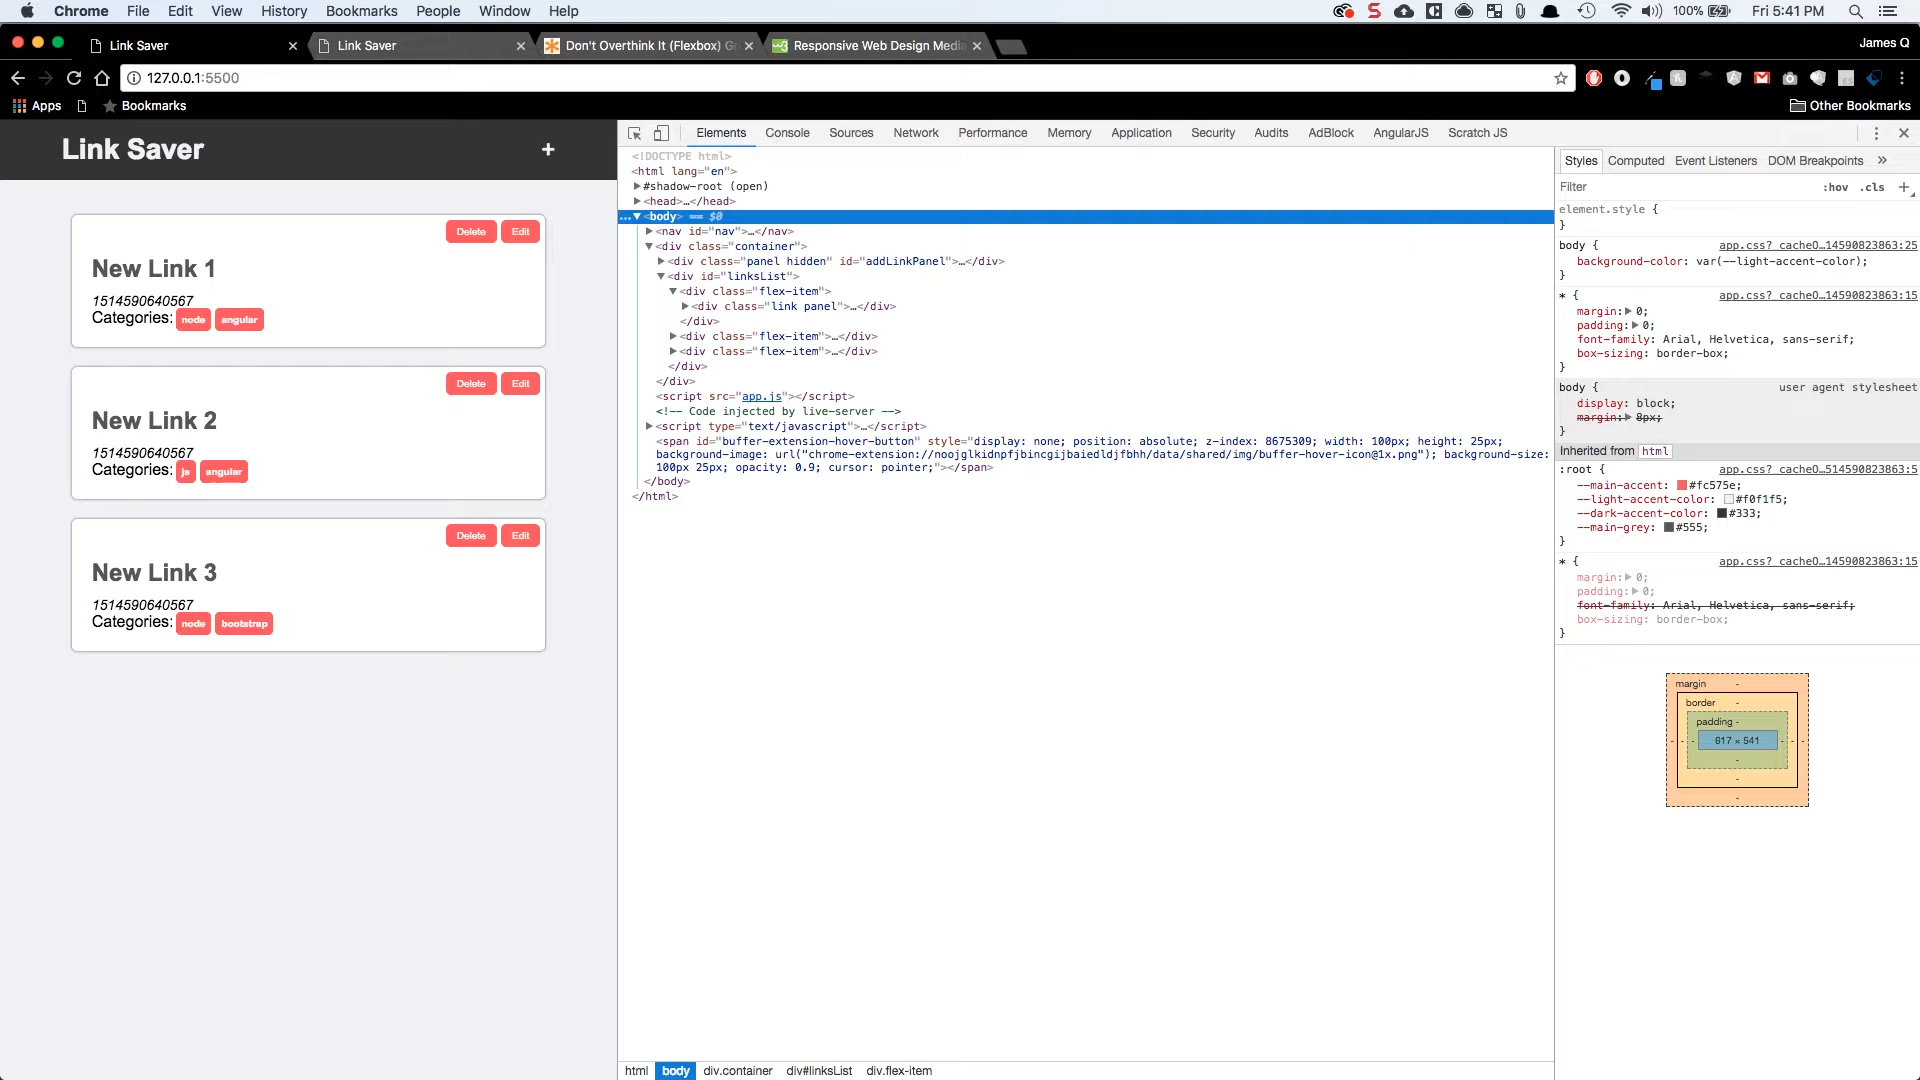 Chrome File Edit View History Bookmarks People Window Help 100% Fri 5:41 PM
Link Saver Link Saver Don't Overthink It (Flexbox) Gr Responsive Web Design Media James Q
127.0.0.1:5500
Apps Bookmarks Other Bookmarks
Link Saver +
Delete Edit
New Link 1
1514590640567
Categories: node angular
Delete Edit
New Link 2
1514590640567
Categories: js angular
Delete Edit
New Link 3
1514590640567
Categories: node bootstrap
Elements Console Sources Network Performance Memory Application Security Audits AdBlock AngularJS Scratch JS
<!DOCTYPE html>
<html lang="en">
#shadow-root (open)
<head>…</head>
…<body> == $0
<nav id="nav">…</nav>
<div class="container">
<div class="panel hidden" id="addLinkPanel">…</div>
<div id="linksList">
<div class="flex-item">
<div class="link panel">…</div>
</div>
<div class="flex-item">…</div>
<div class="flex-item">…</div>
</div>
</div>
<script src="app.js"></script>
<!-- Code injected by live-server -->
<script type="text/javascript">…</script>
<span id="buffer-extension-hover-button" style="display: none; position: absolute; z-index: 8675309; width: 100px; height: 25px;
background-image: url("chrome-extension://noojglkidnpfjbincgijbaiedldjfbhh/data/shared/img/buffer-hover-icon@1x.png"); background-size:
100px 25px; opacity: 0.9; cursor: pointer;"></span>
</body>
</html>
html body div.container div#linksList div.flex-item
Styles Computed Event Listeners DOM Breakpoints »
Filter :hov .cls +
element.style {
}
body { app.css?_cacheO…14590823863:25
background-color: var(--light-accent-color);
}
* { app.css?_cacheO…14590823863:15
margin: 0;
padding: 0;
font-family: Arial, Helvetica, sans-serif;
box-sizing: border-box;
}
body { user agent stylesheet
display: block;
margin: 8px;
}
Inherited from html
:root { app.css?_cacheO…514590823863:5
--main-accent: #fc575e;
--light-accent-color: #f0f1f5;
--dark-accent-color: #333;
--main-grey: #555;
}
* { app.css?_cacheO…14590823863:15
margin: 0;
padding: 0;
font-family: Arial, Helvetica, sans-serif;
box-sizing: border-box;
}
margin -
border -
padding -
- - - 617 × 541 - - -
-
-
-